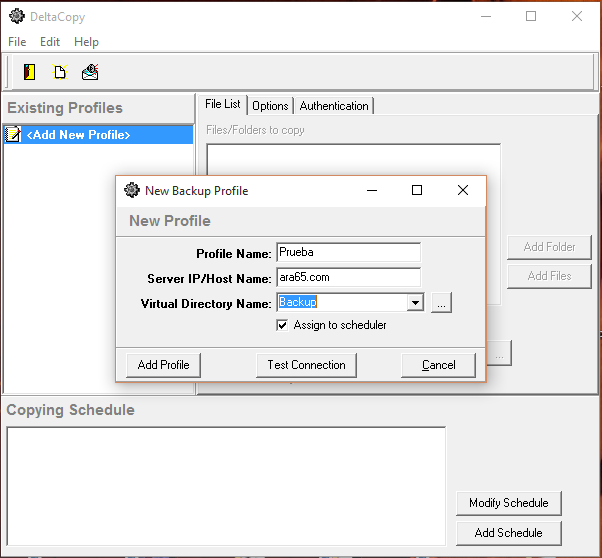 DeltaCopy
File Edit Help
Existing Profiles
<Add New Profile>
File List Options Authentication
Files/Folders to copy
Add Folder
Add Files
...
New Backup Profile
New Profile
Profile Name: Prueba
Server IP/Host Name: ara65.com
Virtual Directory Name: Backup ...
Assign to scheduler
Add Profile Test Connection Cancel
Copying Schedule
Modify Schedule
Add Schedule